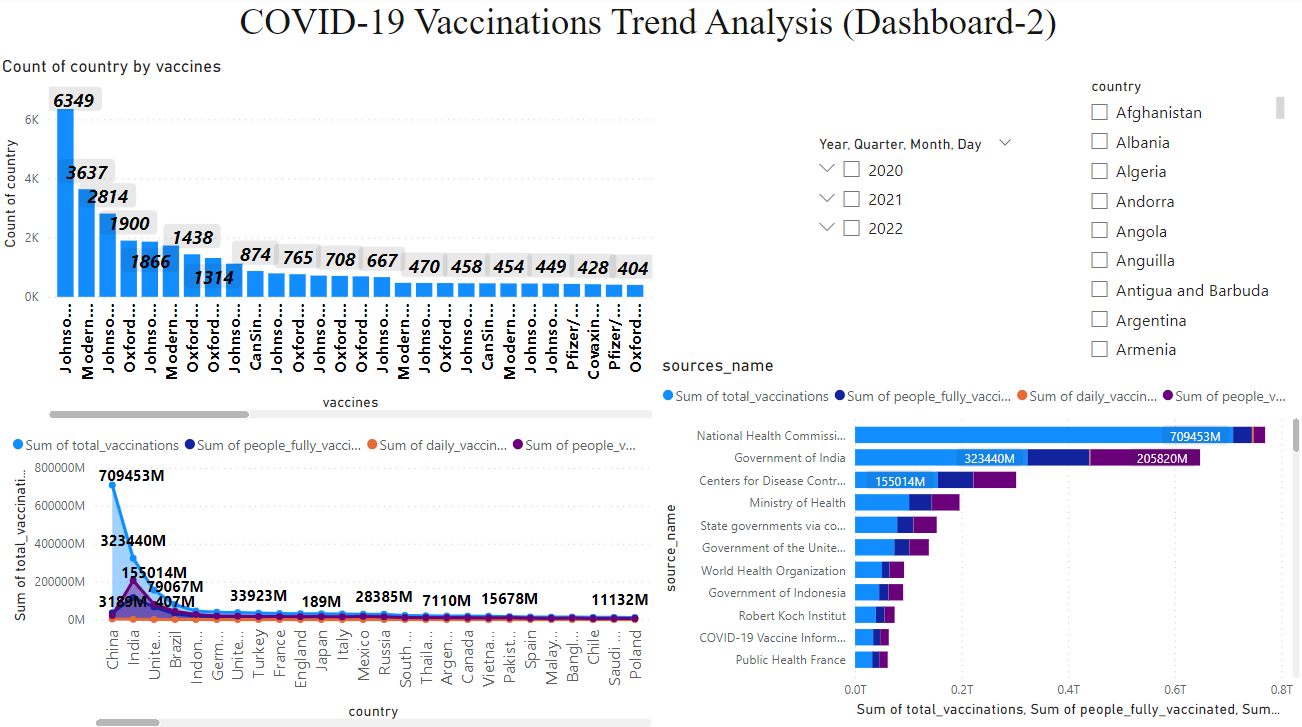 COVID-19 Vaccinations Trend Analysis (Dashboard-2)
Count of country by vaccines
Count of country
6K
4K
2K
0K
6349
3637
2814
1900
1866
1438
1314
874
765
708
667
470
458
454
449
428
404
Johnso...
Modern...
Johnso...
Oxford...
Johnso...
Modern...
Oxford...
Oxford...
Johnso...
CanSin...
Johnso...
Oxford...
Johnso...
Oxford...
Oxford...
Johnso...
Modern...
Johnso...
Oxford...
Johnso...
CanSin...
Modern...
Johnso...
Johnso...
Pfizer/...
Covaxin...
Pfizer/...
Oxford...
vaccines
Year, Quarter, Month, Day
2020
2021
2022
country
Afghanistan
Albania
Algeria
Andorra
Angola
Anguilla
Antigua and Barbuda
Argentina
Armenia
Sum of total_vaccinations Sum of people_fully_vacci... Sum of daily_vaccin... Sum of people_v...
Sum of total_vaccinati...
800000M
600000M
400000M
200000M
0M
709453M
323440M
155014M
79067M
3189M
407M
33923M
189M
28385M
7110M
15678M
11132M
China
India
Unite...
Brazil
Indon...
Germ...
Unite...
Turkey
France
England
Japan
Italy
Mexico
Russia
South ...
Thaila...
Argen...
Canada
Vietna...
Pakist...
Spain
Malay...
Bangl...
Chile
Saudi ...
Poland
country
sources_name
Sum of total_vaccinations Sum of people_fully_vacci... Sum of daily_vaccin... Sum of people_v...
source_name
National Health Commissi... 709453M
Government of India 323440M 205820M
Centers for Disease Contr... 155014M
Ministry of Health
State governments via co...
Government of the Unite...
World Health Organization
Government of Indonesia
Robert Koch Institut
COVID-19 Vaccine Inform...
Public Health France
0.0T 0.2T 0.4T 0.6T 0.8T
Sum of total_vaccinations, Sum of people_fully_vaccinated, Sum...